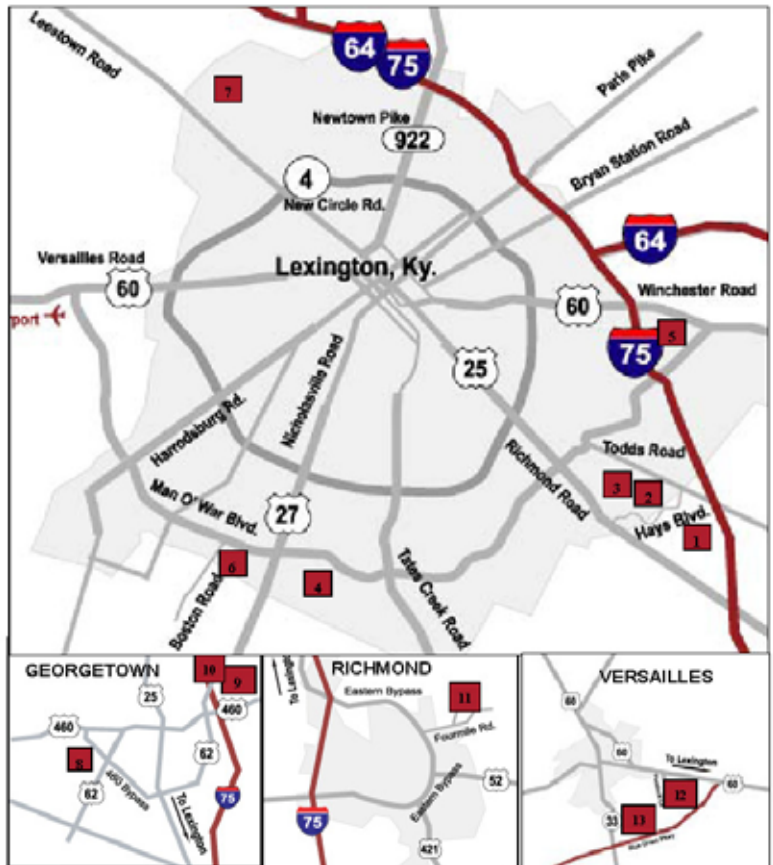 Leestown Road
64
75
Paris Pike
7
Newtown Pike
922
Bryan Station Road
4
New Circle Rd.
64
Versailles Road
Lexington, Ky.
60
60
Winchester Road
port
75
5
25
Nicholasville Road
Harrodsburg Rd.
Richmond Road
Todds Road
3
2
Man O' War Blvd.
27
Hays Blvd.
1
6
4
Boston Road
Tates Creek Road
GEORGETOWN
10
9
25
460
460
62
8
460 Bypass
62
75
To Lexington
RICHMOND
To Lexington
Eastern Bypass
11
Fourmile Rd.
52
Eastern Bypass
75
421
VERSAILLES
60
60
To Lexington
60
12
33
13